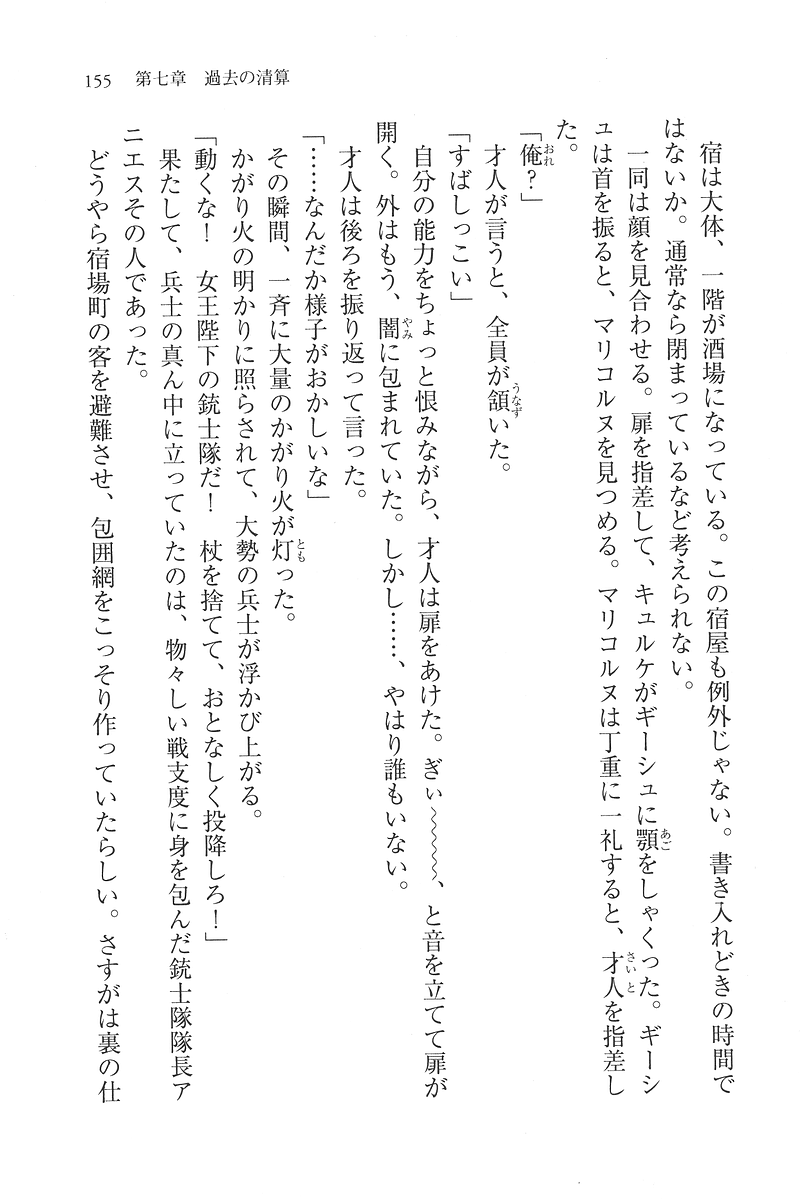 155　第七章　過去の清算
　宿は大体、一階が酒場になっている。この宿屋も例外じゃない。書き入れどきの時間で
はないか。通常なら閉まっているなど考えられない。
　一同は顔を見合わせる。扉を指差して、キュルケがギーシュに顎をしゃくった。ギーシ
ュは首を振ると、マリコルヌを見つめる。マリコルヌは丁重に一礼すると、才人を指差し
た。
「俺？」
　才人が言うと、全員が頷いた。
「すばしっこい」
　自分の能力をちょっと恨みながら、才人は扉をあけた。ぎぃ〜〜〜〜、と音を立てて扉が
開く。外はもう、闇に包まれていた。しかし……、やはり誰もいない。
　才人は後ろを振り返って言った。
「……なんだか様子がおかしいな」
　その瞬間、一斉に大量のかがり火が灯った。
　かがり火の明かりに照らされて、大勢の兵士が浮かび上がる。
「動くな！　女王陛下の銃士隊だ！　杖を捨てて、おとなしく投降しろ！」
　果たして、兵士の真ん中に立っていたのは、物々しい戦支度に身を包んだ銃士隊隊長ア
ニエスその人であった。
　どうやら宿場町の客を避難させ、包囲網をこっそり作っていたらしい。さすがは裏の仕